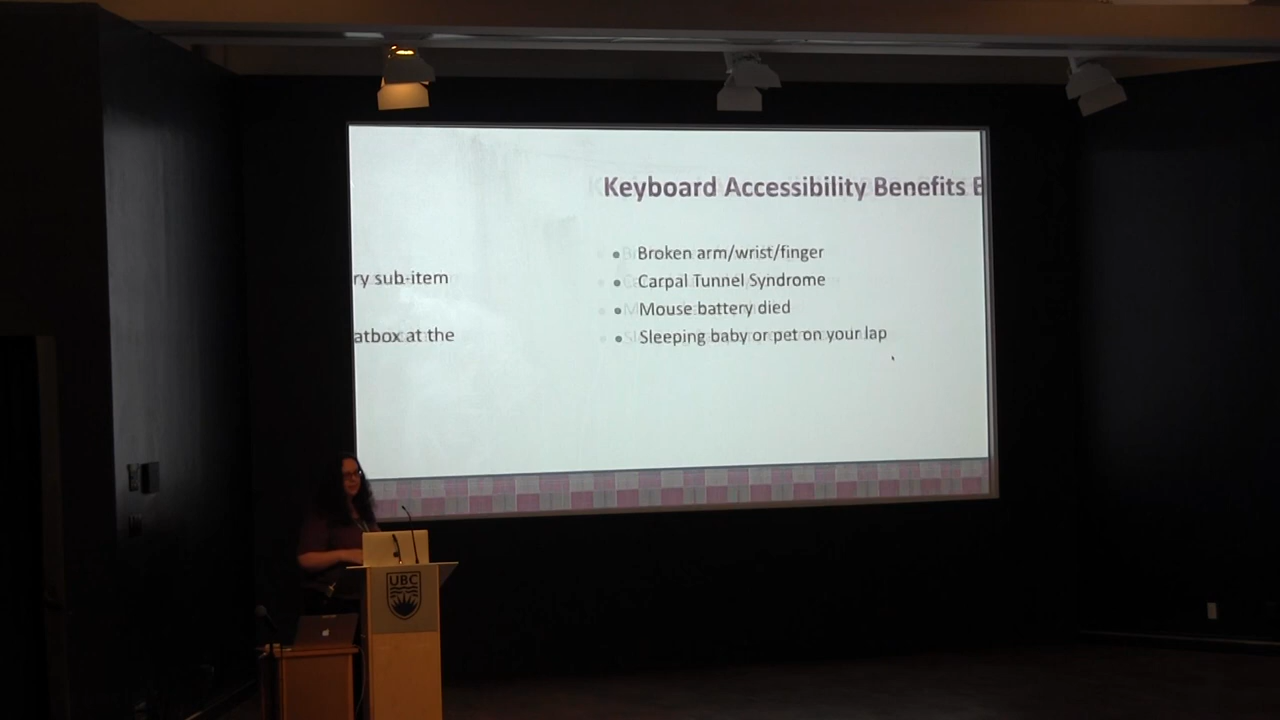 Keyboard Accessibility Benefits
Broken arm/wrist/finger
Carpal Tunnel Syndrome
Mouse battery died
Sleeping baby or pet on your lap
ry sub-item
atbox at the
UBC